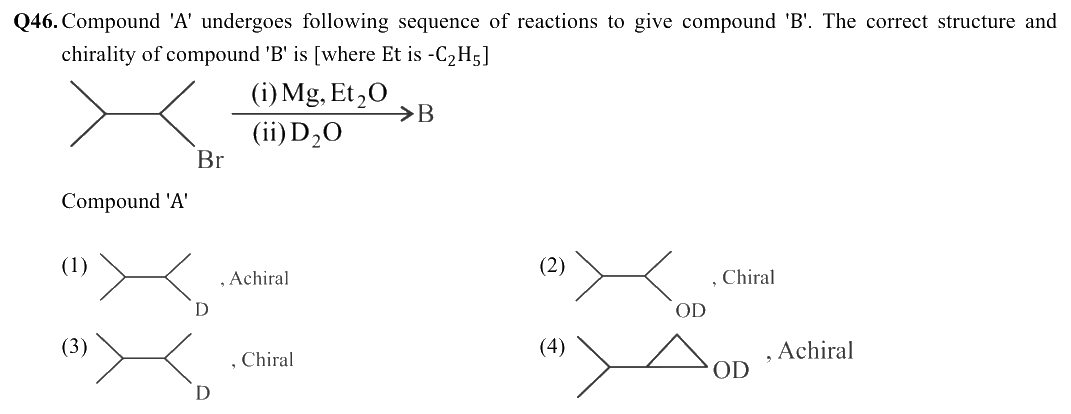 Q46. Compound 'A' undergoes following sequence of reactions to give compound 'B'. The correct structure and
chirality of compound 'B' is [where Et is -C₂H₅]
(i) Mg, Et₂O
(ii) D₂O
B
Br
Compound 'A'
(1)
, Achiral
D
(2)
, Chiral
OD
(3)
, Chiral
D
(4)
, Achiral
OD